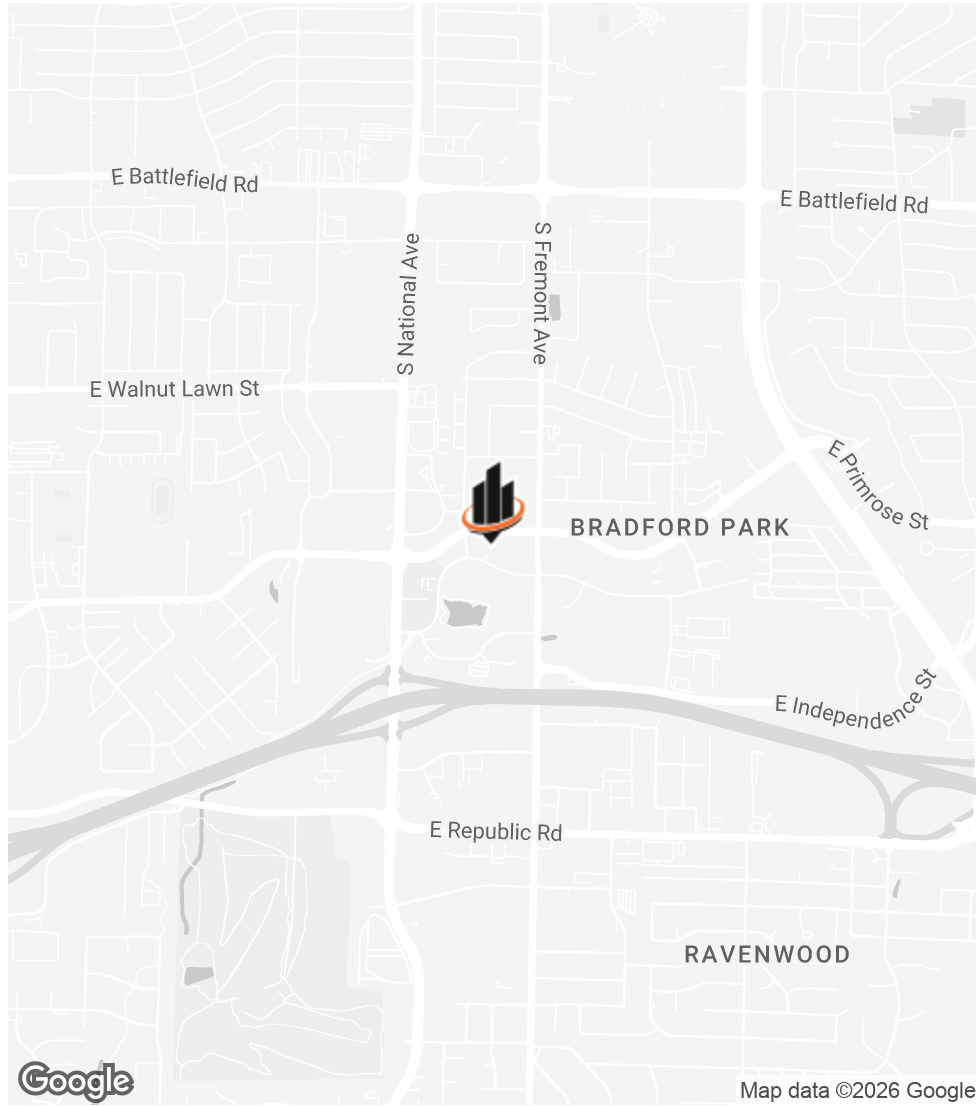 E Battlefield Rd
E Battlefield Rd
S National Ave
S Fremont Ave
E Walnut Lawn St
E Primrose St
BRADFORD PARK
E Independence St
E Republic Rd
RAVENWOOD
Google
Map data ©2026 Google